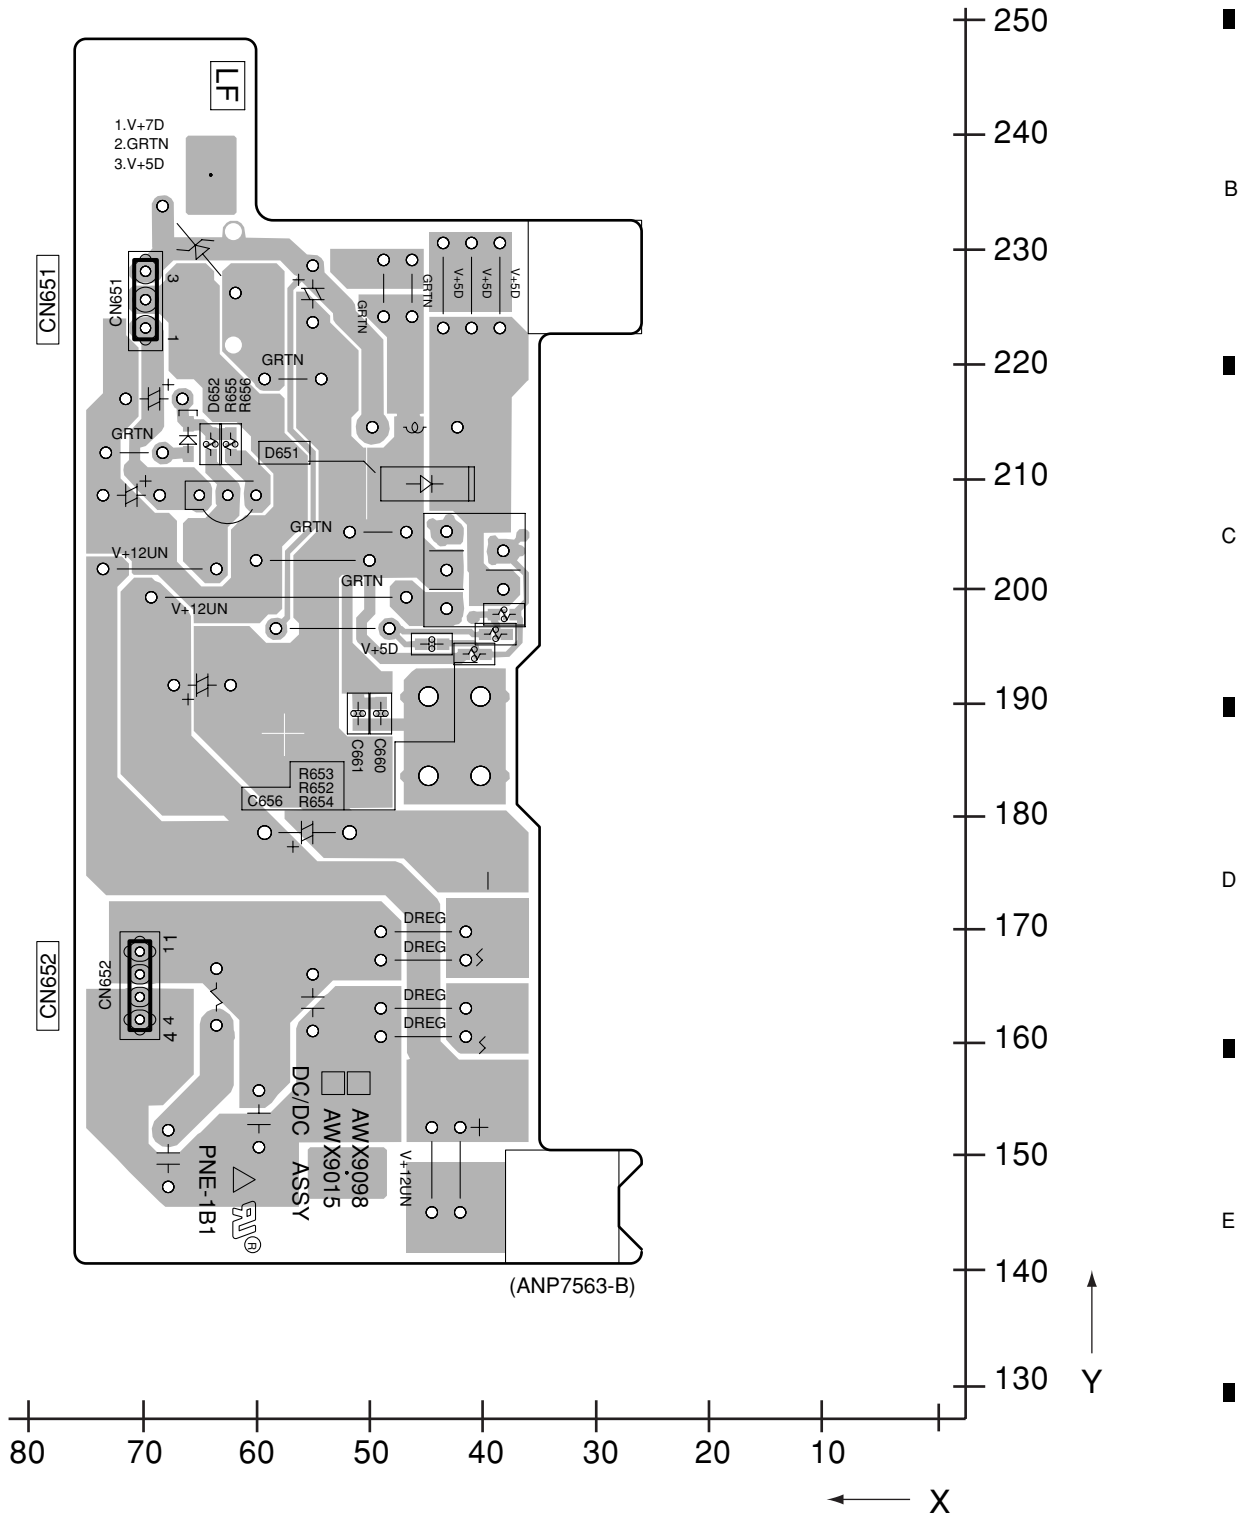 250
LF
1.V+7D
2.GRTN
3.V+5D
240
B
230
CN651
CN651
3
1
GRTN
GRTN
V+5D
V+5D
V+5D
220
GRTN
D652
R655
R656
GRTN
D651
210
GRTN
C
V+12UN
GRTN
200
V+12UN
V+5D
190
C661
C660
R653
R652
R654
C656
180
D
170
DREG
DREG
CN652
CN652
1
1
4
4
DREG
DREG
160
DC/DC ASSY
AWX9015
AWX9098
PNE-1B1
V+12UN
150
R
E
140
(ANP7563-B)
130
Y
80 70 60 50 40 30 20 10
X